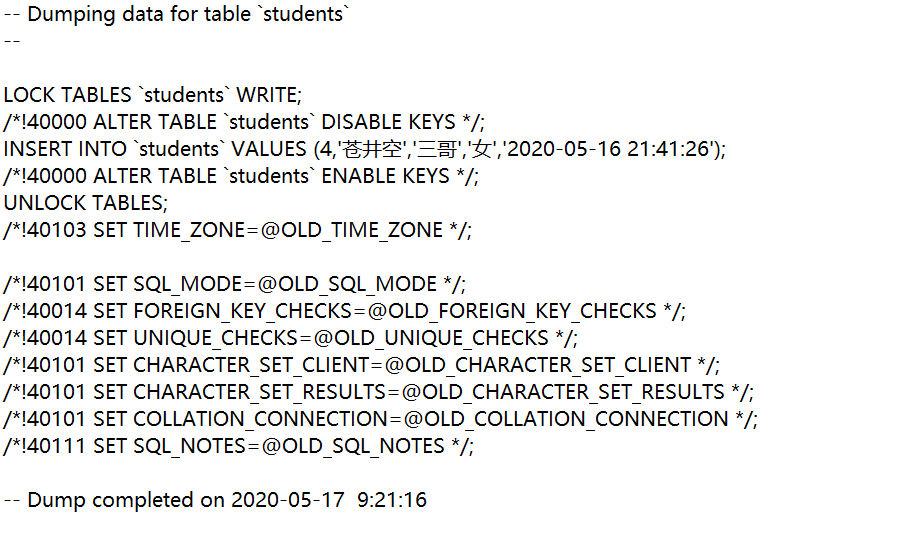 -- Dumping data for table `students`
--
LOCK TABLES `students` WRITE;
/*!40000 ALTER TABLE `students` DISABLE KEYS */;
INSERT INTO `students` VALUES (4,'苍井空','三哥','女','2020-05-16 21:41:26');
/*!40000 ALTER TABLE `students` ENABLE KEYS */;
UNLOCK TABLES;
/*!40103 SET TIME_ZONE=@OLD_TIME_ZONE */;
/*!40101 SET SQL_MODE=@OLD_SQL_MODE */;
/*!40014 SET FOREIGN_KEY_CHECKS=@OLD_FOREIGN_KEY_CHECKS */;
/*!40014 SET UNIQUE_CHECKS=@OLD_UNIQUE_CHECKS */;
/*!40101 SET CHARACTER_SET_CLIENT=@OLD_CHARACTER_SET_CLIENT */;
/*!40101 SET CHARACTER_SET_RESULTS=@OLD_CHARACTER_SET_RESULTS */;
/*!40101 SET COLLATION_CONNECTION=@OLD_COLLATION_CONNECTION */;
/*!40111 SET SQL_NOTES=@OLD_SQL_NOTES */;
-- Dump completed on 2020-05-17  9:21:16